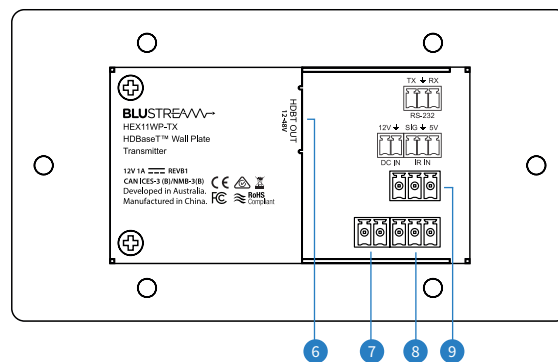 BLUSTREAM
HEX11WP-TX
HDBaseT™ Wall Plate
Transmitter
12V 1A REVB1
CAN ICES-3 (B)/NMB-3(B)
Developed in Australia.
Manufactured in China.
CE
FC
RoHS
Compliant
HDBT OUT
12-48V
TX RX
RS-232
12V SIG 5V
DC IN IR IN
6 7 8 9